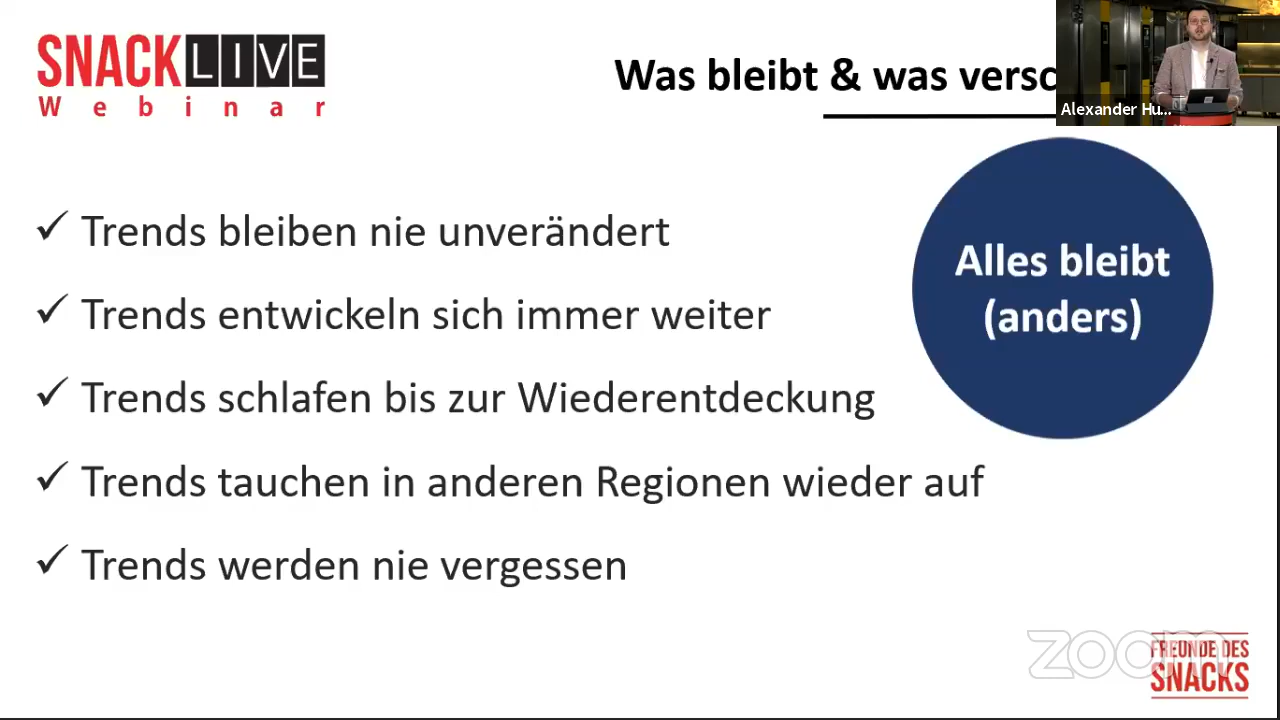 SNACK LIVE
Webinar
Was bleibt & was
Alexander Hu...
Alles bleibt
(anders)
✓ Trends bleiben nie unverändert
✓ Trends entwickeln sich immer weiter
✓ Trends schlafen bis zur Wiederentdeckung
✓ Trends tauchen in anderen Regionen wieder auf
✓ Trends werden nie vergessen
zoom
FREUNDE DES
SNACKS